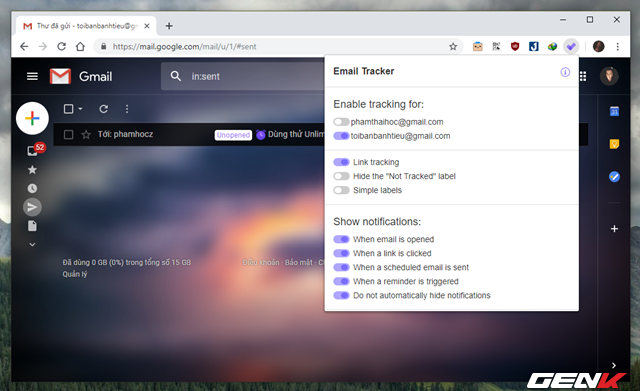 Thư đã gửi - toibanbanhtieu@gm
https://mail.google.com/mail/u/1/#sent
Gmail
in:sent
52
Tới: phamhocz
Unopened
Dùng thử Unlim
Đã dùng 0 GB (0%) trong tổng số 15 GB
Quản lý
khoản · Bảo mật · Ch
Email Tracker
Enable tracking for:
phamthaihoc@gmail.com
toibanbanhtieu@gmail.com
Link tracking
Hide the "Not Tracked" label
Simple labels
Show notifications:
When email is opened
When a link is clicked
When a scheduled email is sent
When a reminder is triggered
Do not automatically hide notifications
31
GENK